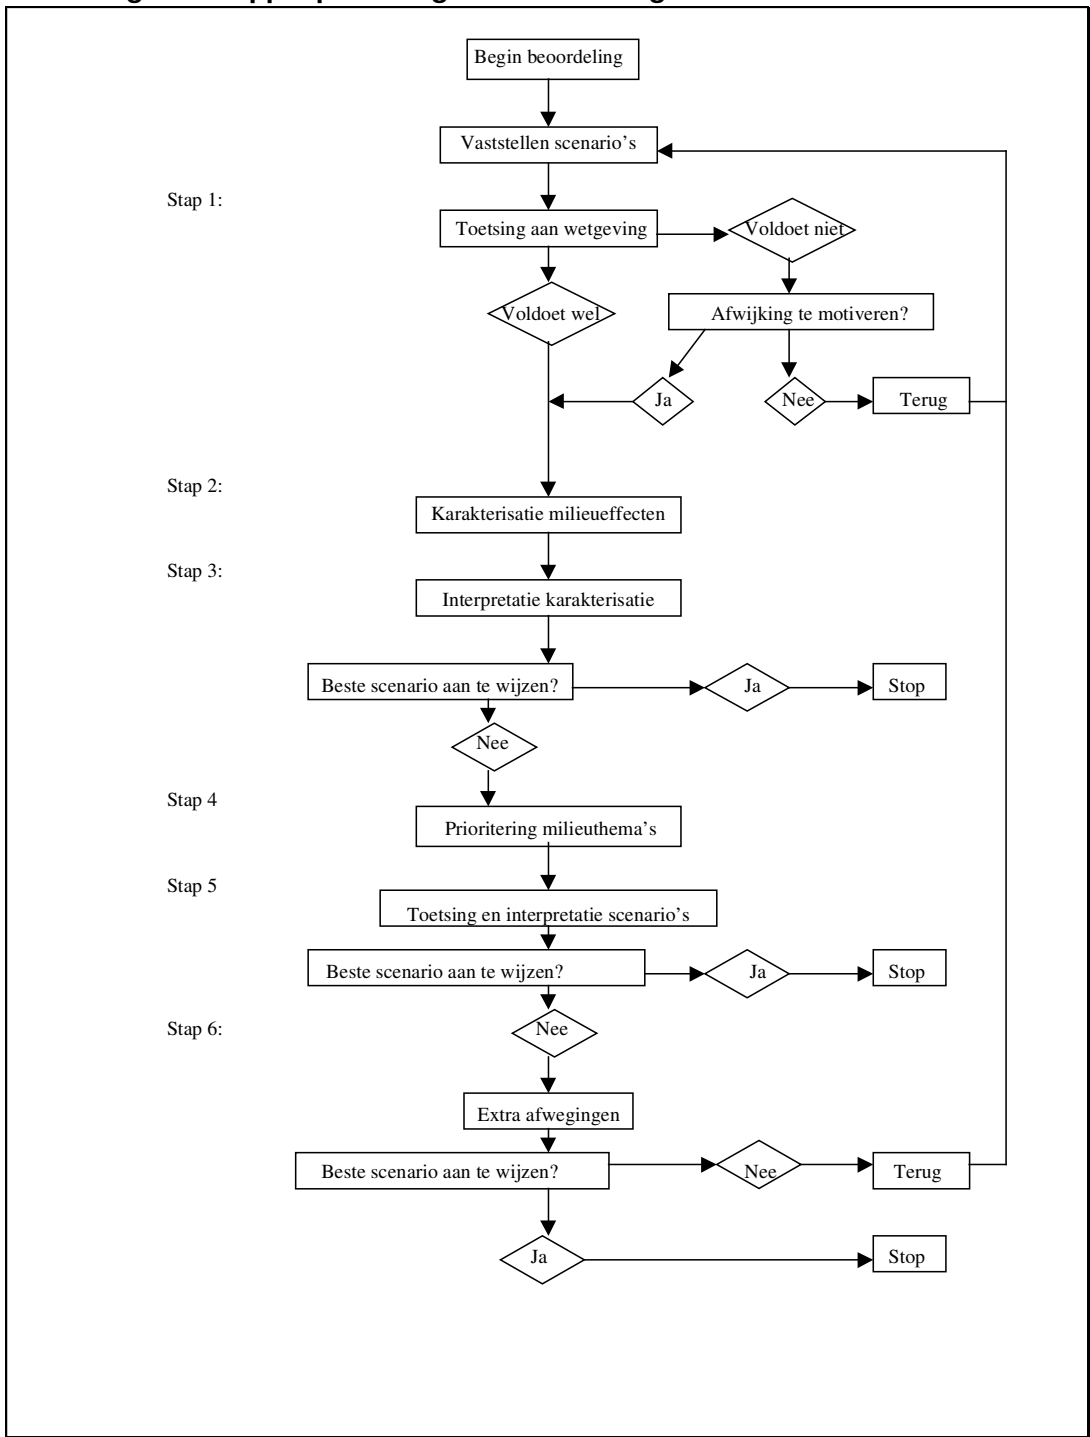 Begin beoordeling
Vaststellen scenario's
Stap 1:
Toetsing aan wetgeving
Voldoet niet
Voldoet wel
Afwijking te motiveren?
Ja
Nee
Terug
Stap 2:
Karakterisatie milieueffecten
Stap 3:
Interpretatie karakterisatie
Beste scenario aan te wijzen?
Ja
Stop
Nee
Stap 4
Prioritering milieuthema's
Stap 5
Toetsing en interpretatie scenario's
Beste scenario aan te wijzen?
Ja
Stop
Stap 6:
Nee
Extra afwegingen
Beste scenario aan te wijzen?
Nee
Terug
Ja
Stop